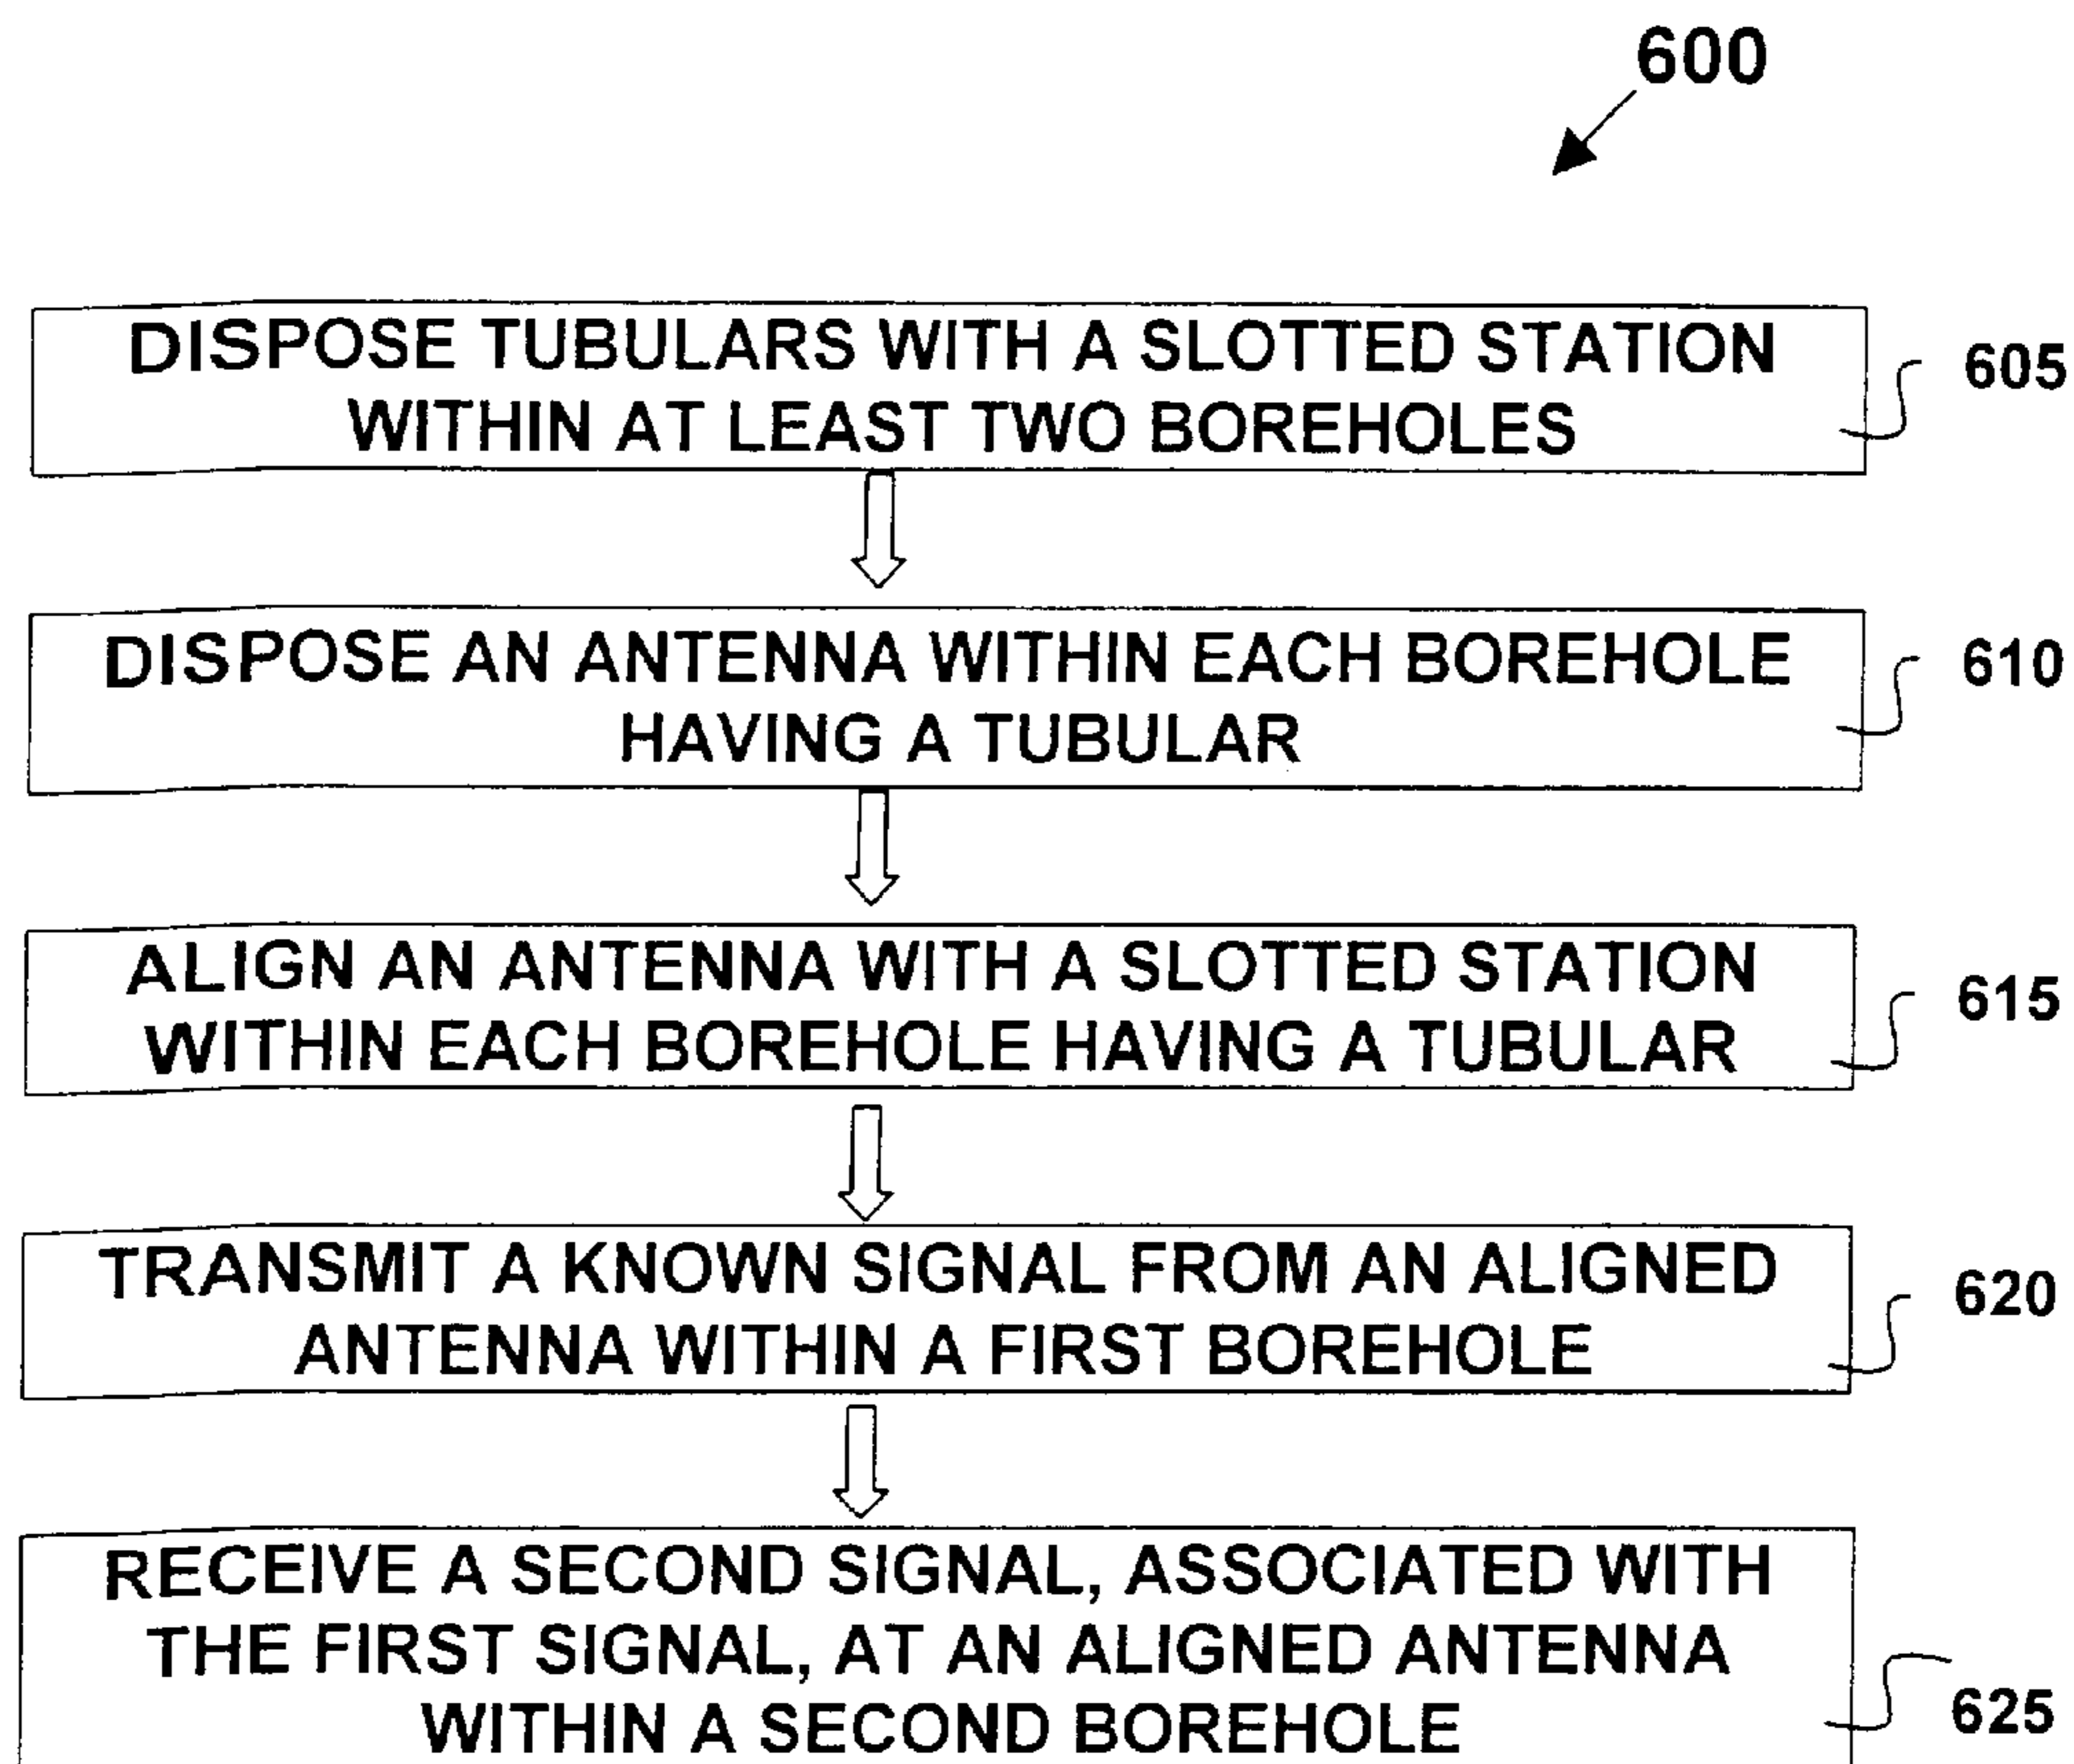 600
DISPOSE TUBULARS WITH A SLOTTED STATION
WITHIN AT LEAST TWO BOREHOLES
605
DISPOSE AN ANTENNA WITHIN EACH BOREHOLE
HAVING A TUBULAR
610
ALIGN AN ANTENNA WITH A SLOTTED STATION
WITHIN EACH BOREHOLE HAVING A TUBULAR
615
TRANSMIT A KNOWN SIGNAL FROM AN ALIGNED
ANTENNA WITHIN A FIRST BOREHOLE
620
RECEIVE A SECOND SIGNAL, ASSOCIATED WITH
THE FIRST SIGNAL, AT AN ALIGNED ANTENNA
WITHIN A SECOND BOREHOLE
625